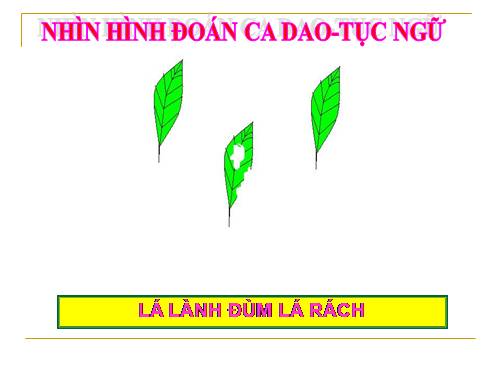 NHÌN HÌNH ĐOÁN CA DAO-TỤC NGỮ
LÁ LÀNH ĐÙM LÁ RÁCH